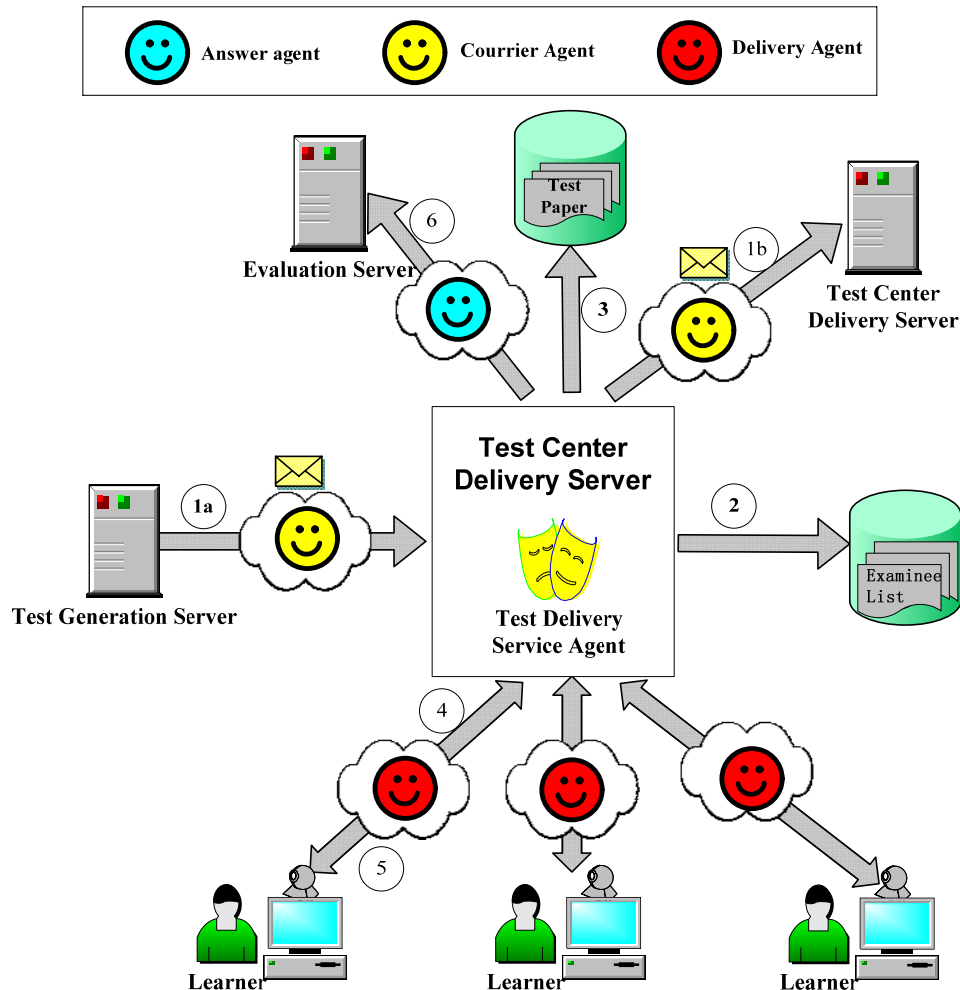 Answer agent
Courrier Agent
Delivery Agent
Test
Paper
6
1b
Evaluation Server
3
Test Center
Delivery Server
Test Center
Delivery Server
1a
2
Examinee
List
Test Generation Server
Test Delivery
Service Agent
4
5
Learner
Learner
Learner